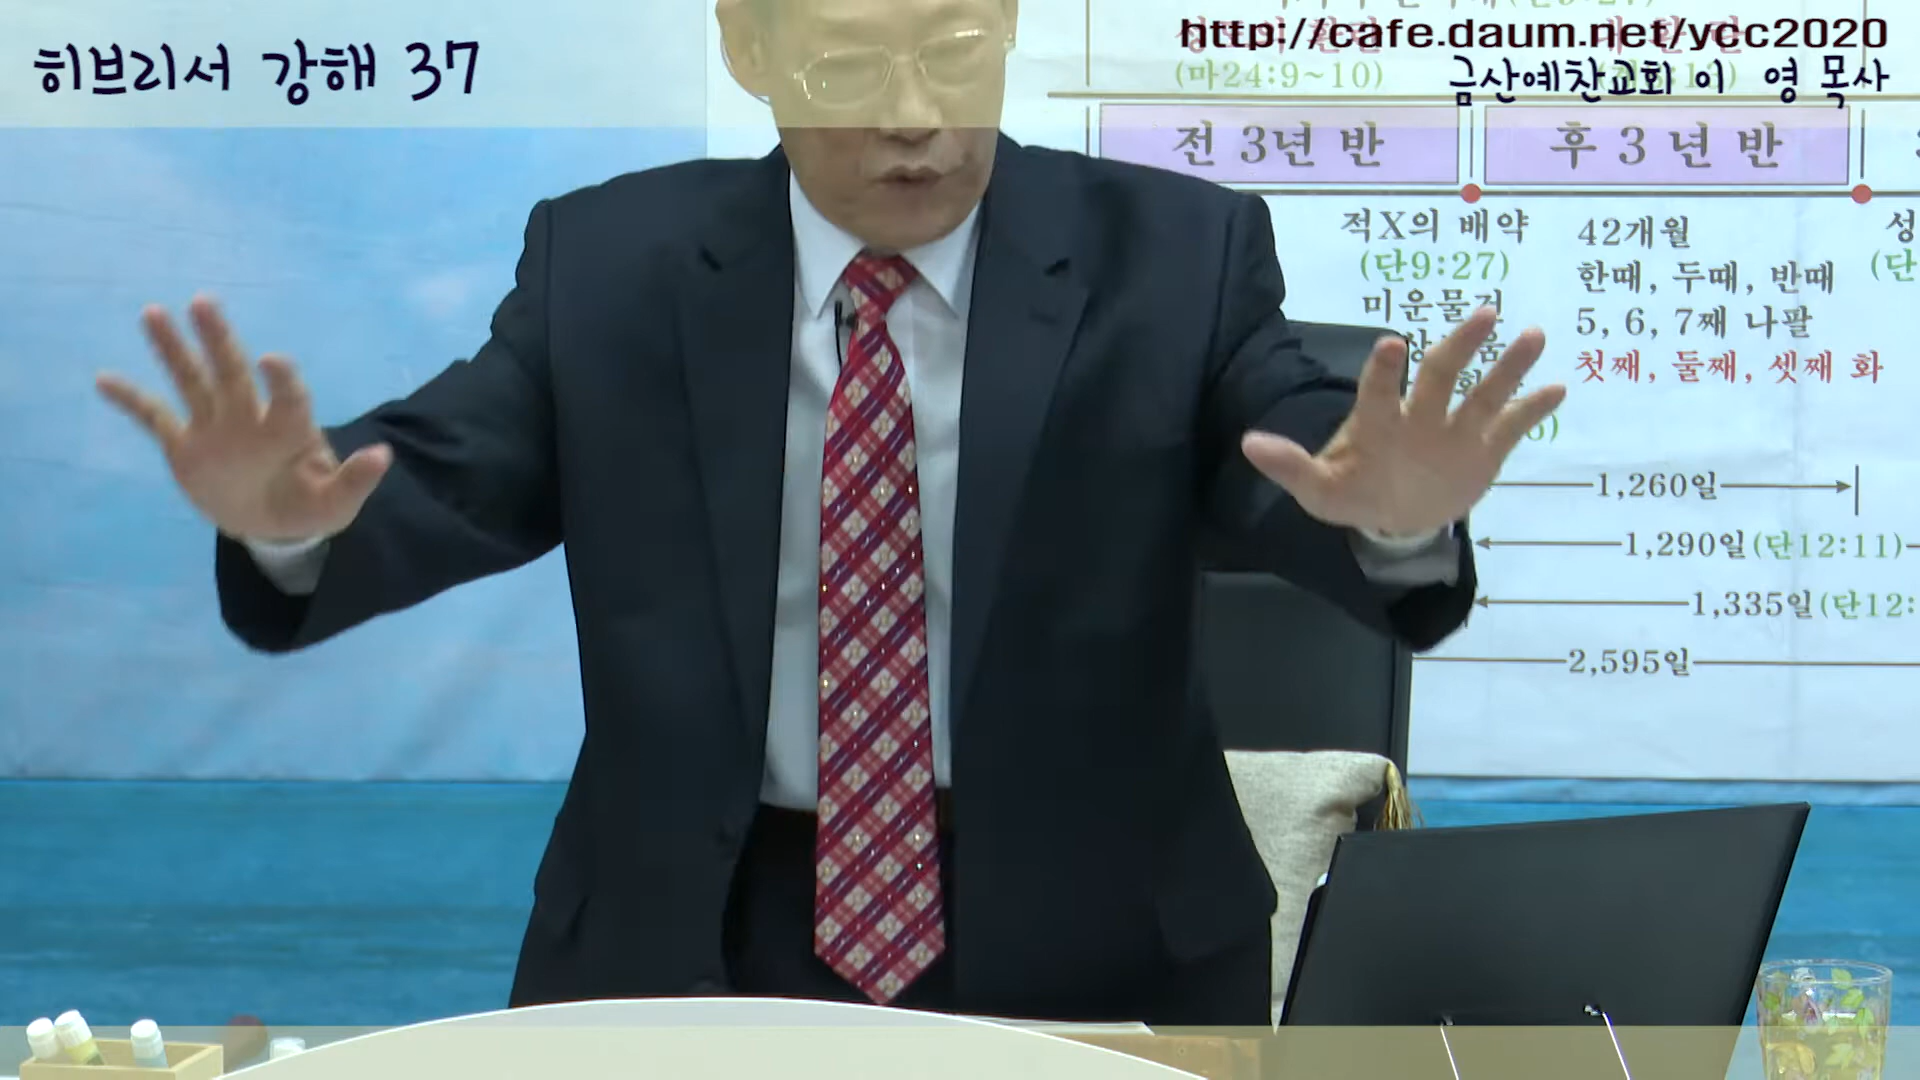 히브리서 강해 37
http://cafe.daum.net/ycc2020
금산예찬교회 이 영 목사
(마24:9~10)
전 3년 반
후 3 년 반
적X의 배약
(단9:27)
미운물건
42개월
한때, 두때, 반때
5, 6, 7째 나팔
첫째, 둘째, 셋째 화
성
(단
1,260일
1,290일(단12:11)
1,335일(단12:
2,595일